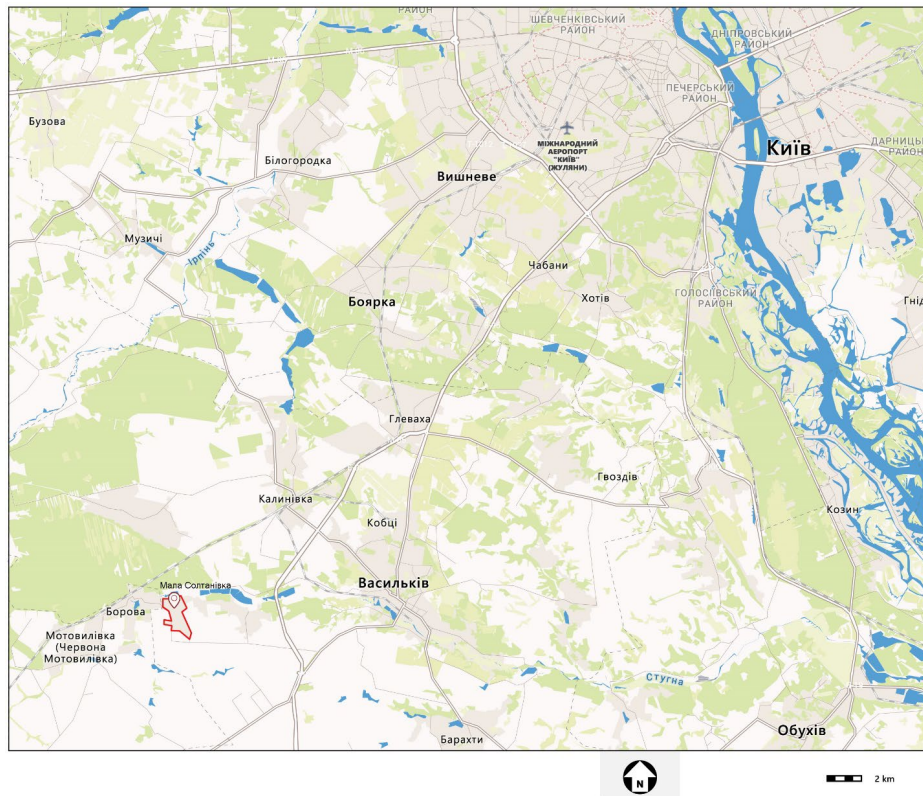 РАЙОН
ШЕВЧЕНКІВСЬКИЙ
РАЙОН
ДНІПРОВСЬКИЙ
РАЙОН
ПЕЧЕРСЬКИЙ
РАЙОН
Бузова
МІЖНАРОДНИЙ
АЕРОПОРТ
"КИЇВ"
(ЖУЛЯНИ)
Київ
ДАРНИЦЬ
РАЙОН
Білогородка
Вишневе
Музичі
Ірпінь
Чабани
Боярка
Хотів
ГОЛОСІЇВСЬКИЙ
РАЙОН
Гнід
Глеваха
Гвоздів
Калинівка
Козин
Кобці
Мала Солтанівка
Васильків
Борова
Мотовилівка
(Червона
Мотовилівка)
Стугна
Обухів
Барахти
N
2 km